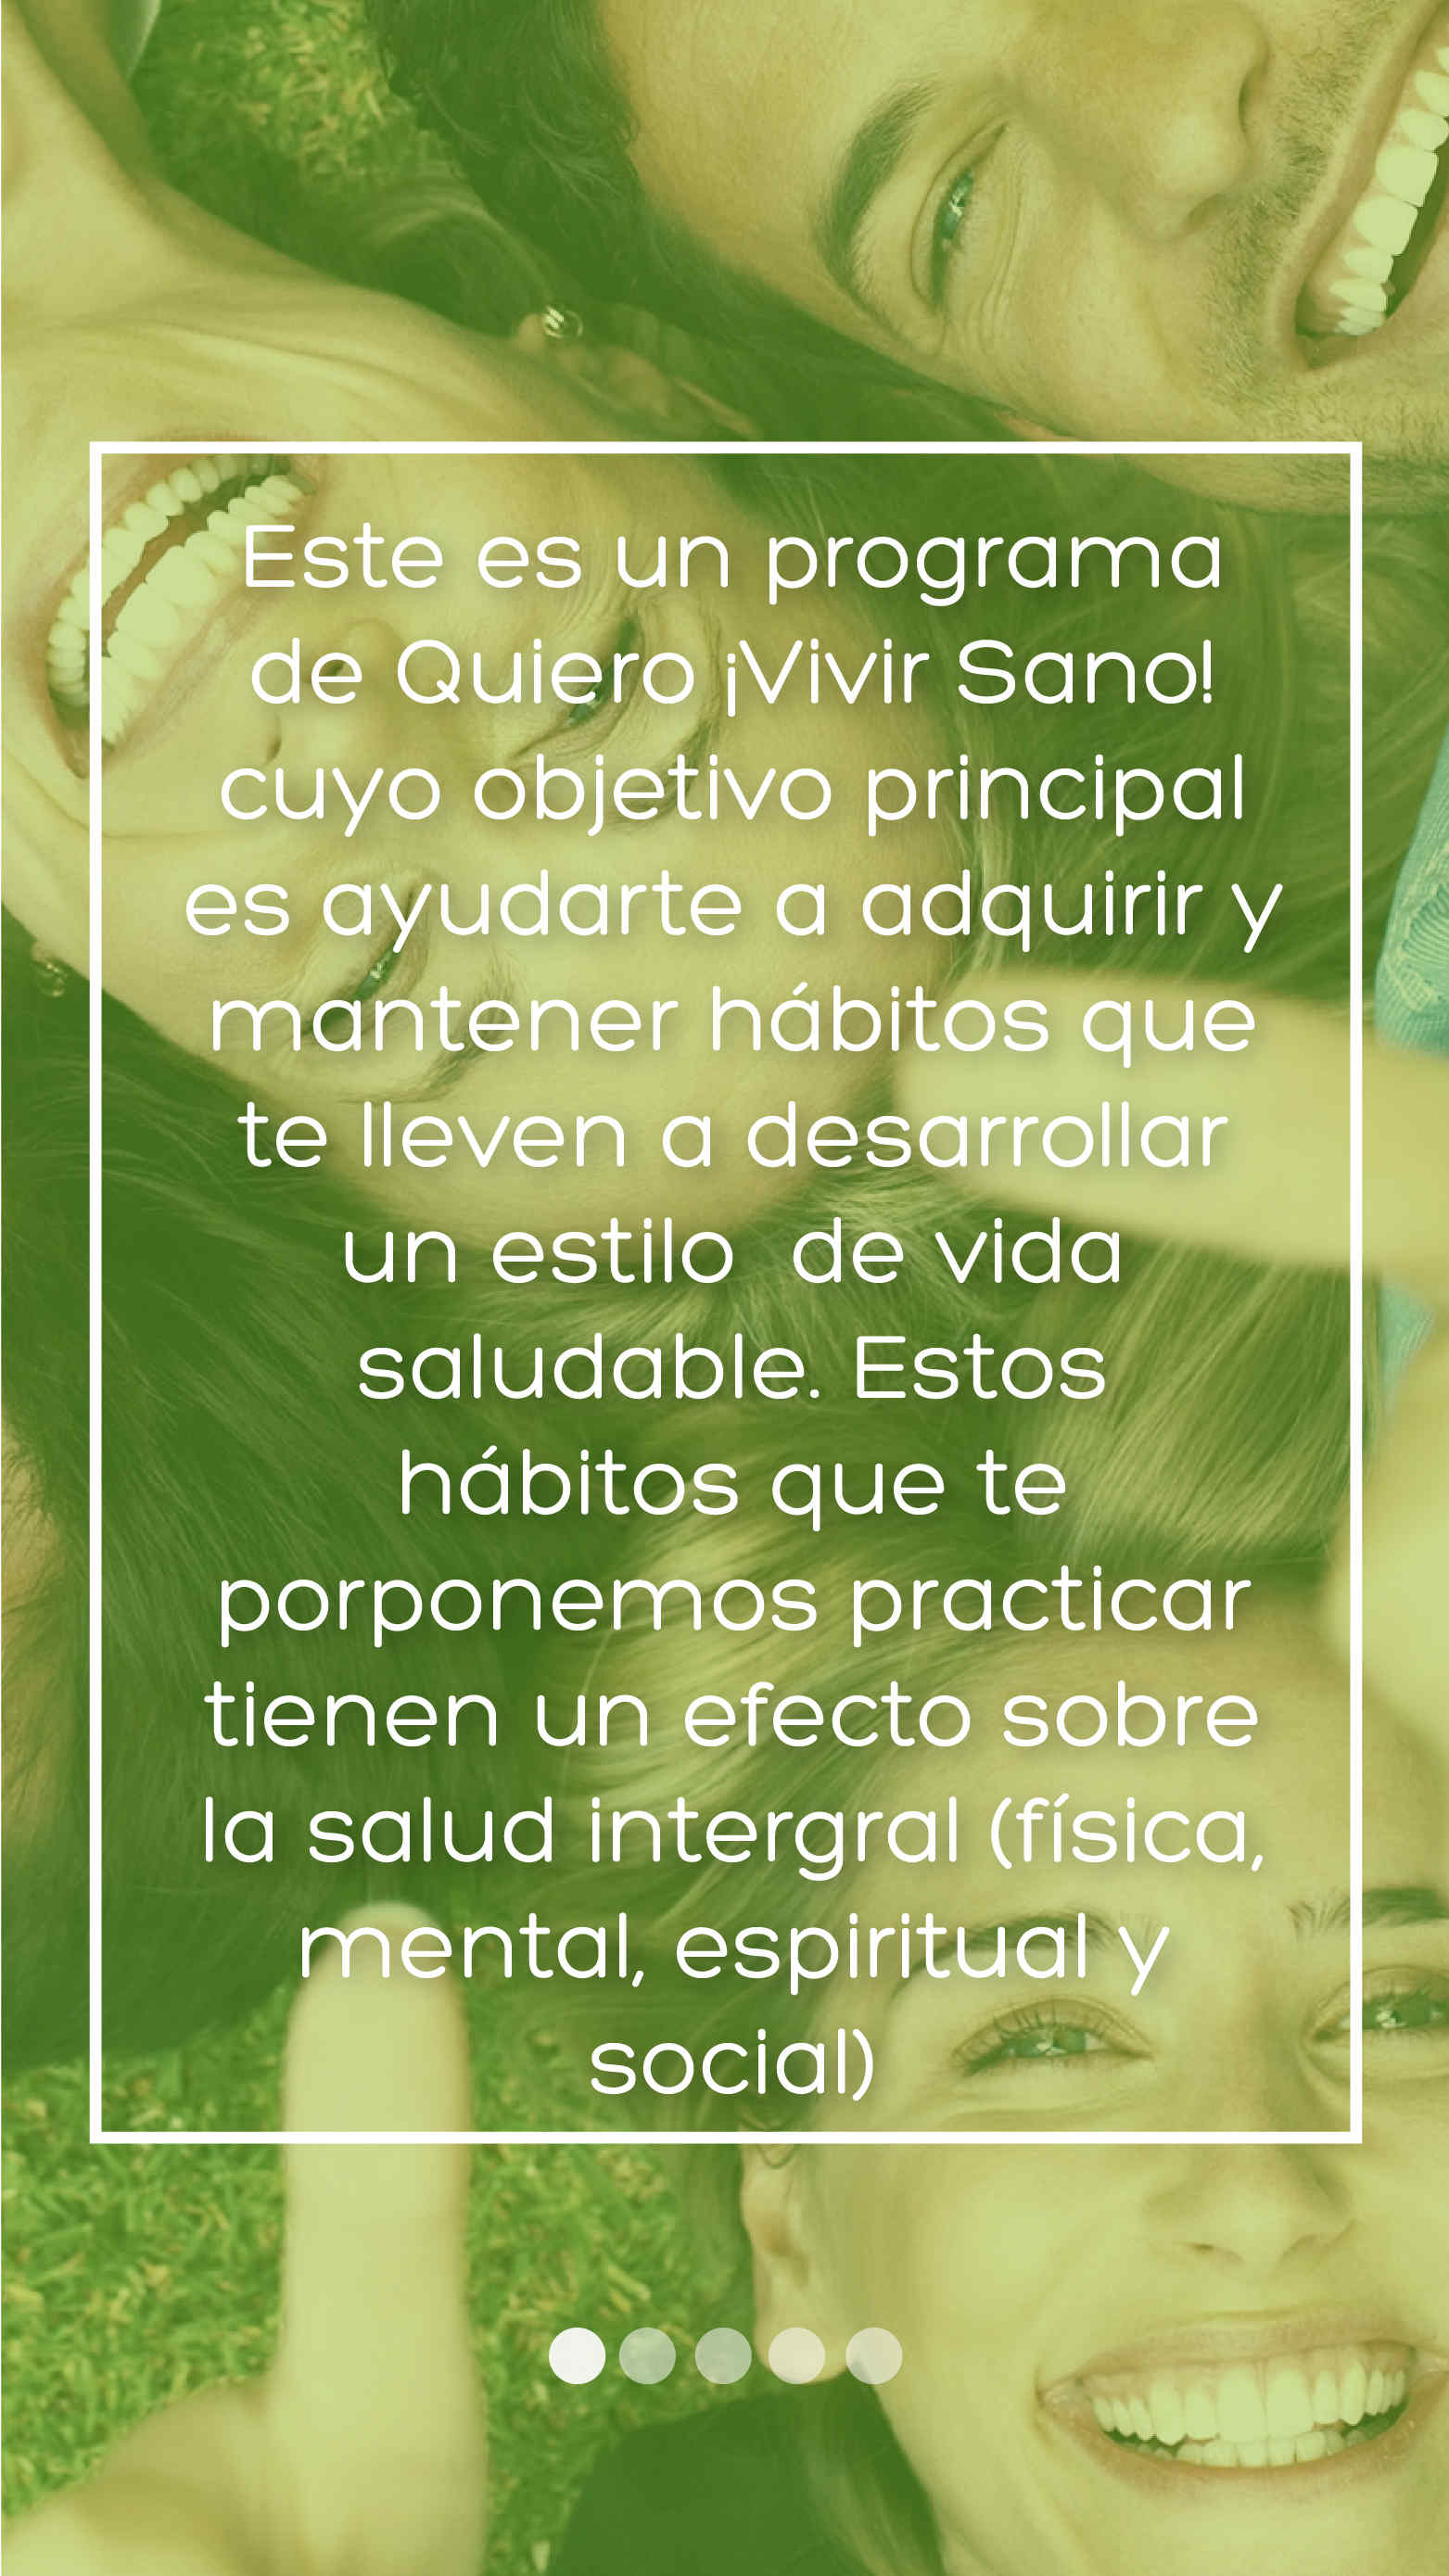 Este es un programa
de Quiero ¡Vivir Sano!
cuyo objetivo principal
es ayudarte a adquirir y
mantener hábitos que
te lleven a desarrollar
un estilo  de vida
saludable. Estos
hábitos que te
porponemos practicar
tienen un efecto sobre
la salud intergral (física,
mental, espiritual y
social)